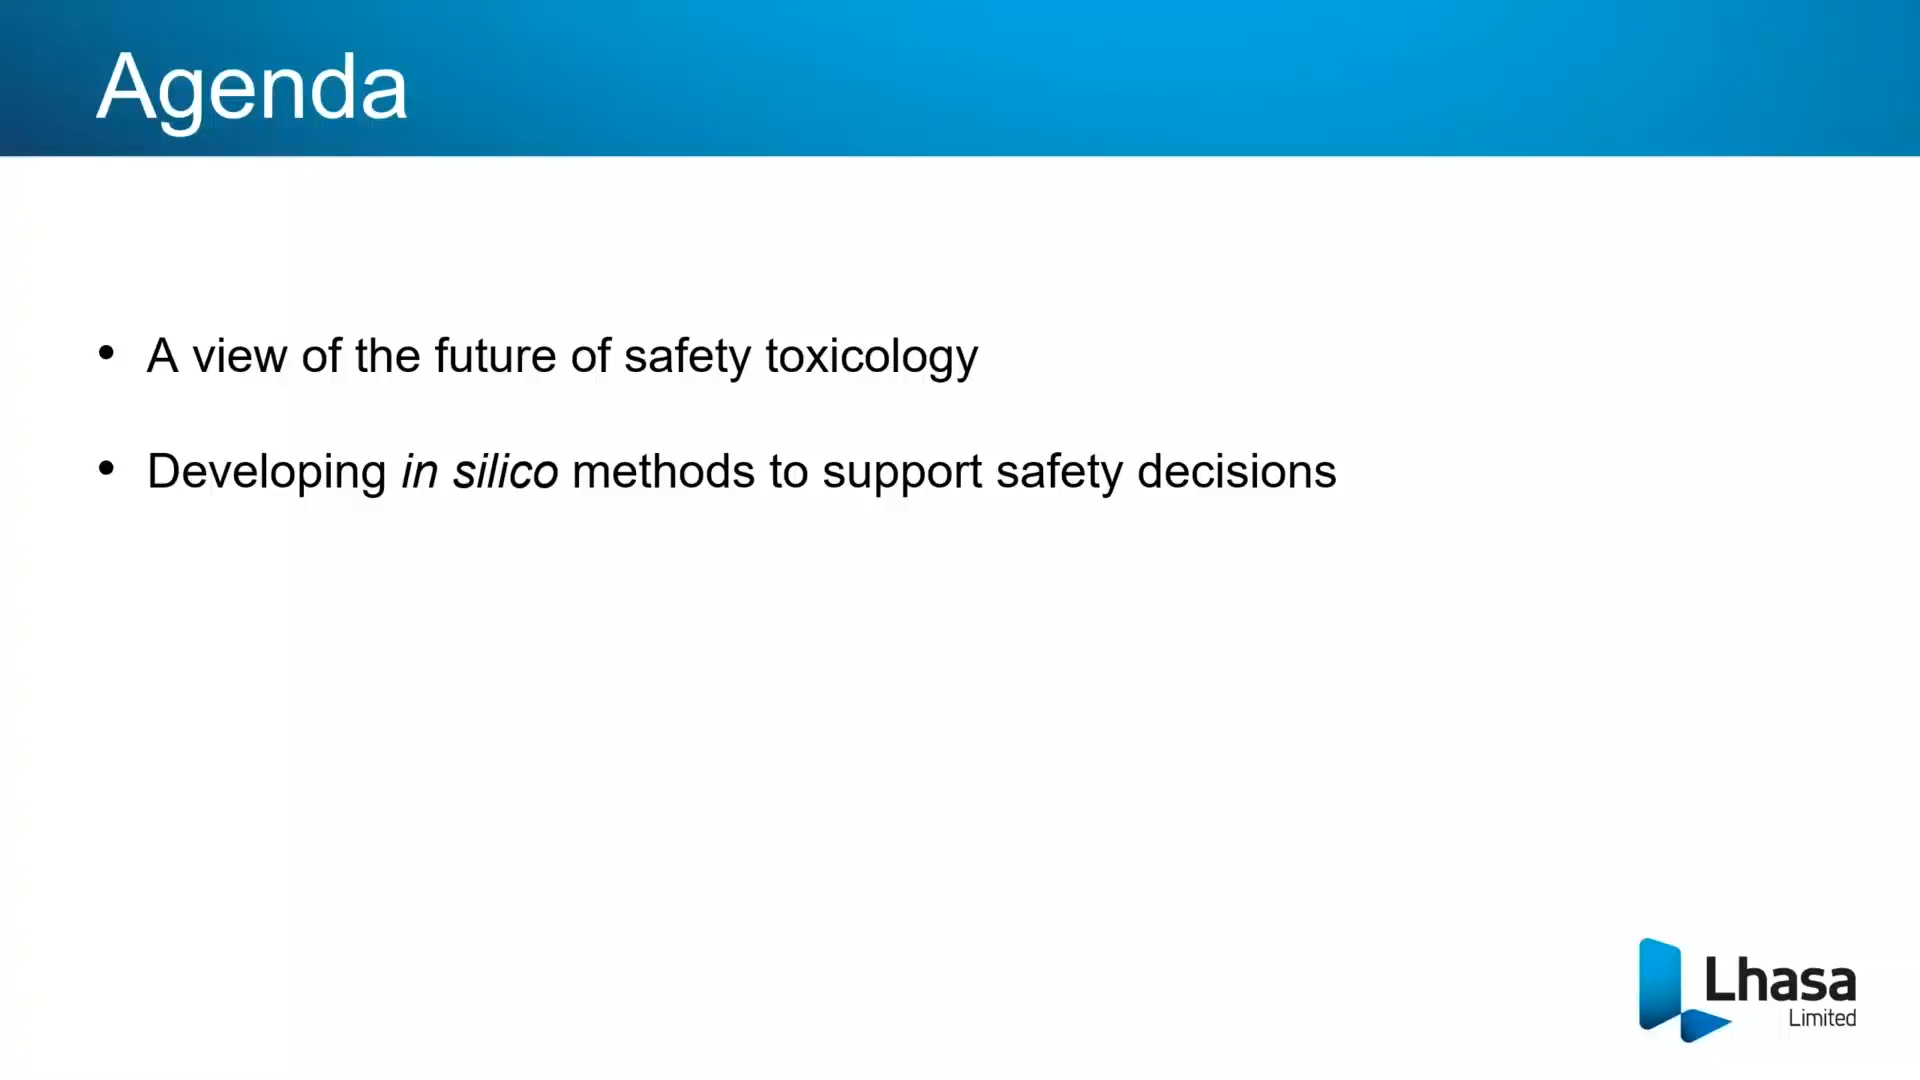 Agenda
• A view of the future of safety toxicology
• Developing in silico methods to support safety decisions
Lhasa
Limited